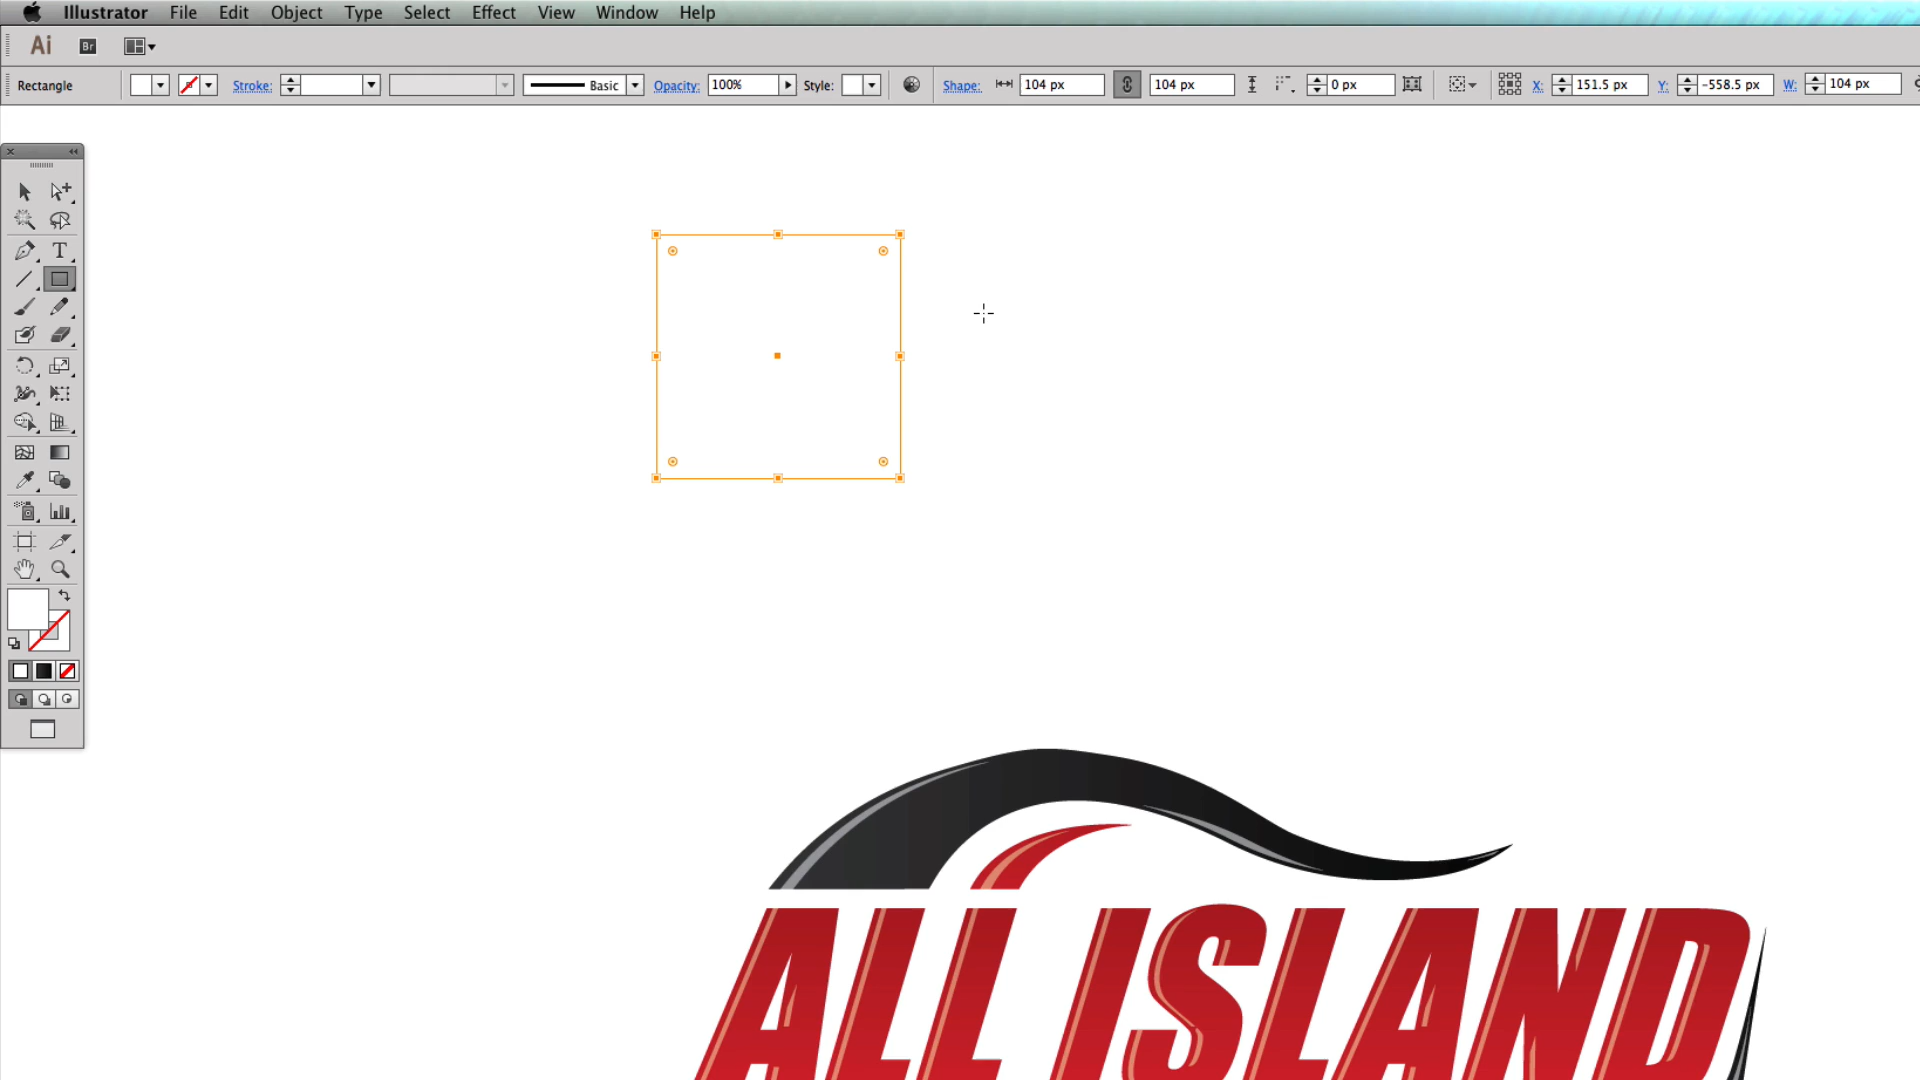 Illustrator File Edit Object Type Select Effect View Window Help
Ai Br
Rectangle Stroke: Basic Opacity: 100% Style: Shape: 104 px 104 px 0 px X: 151.5 px Y: -558.5 px W: 104 px
T
ALL ISLAND